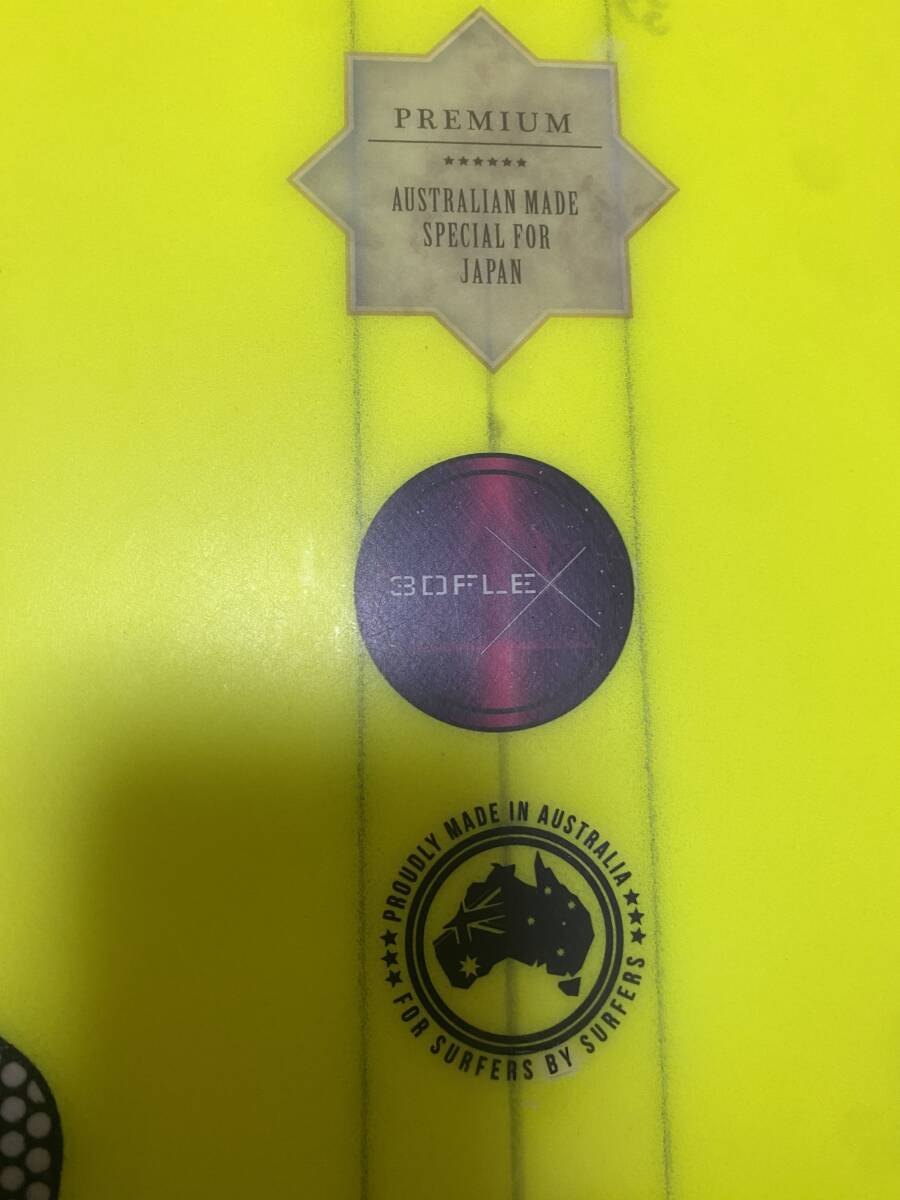 PREMIUM
AUSTRALIAN MADE
SPECIAL FOR
JAPAN
3DFLEX
PROUDLY MADE IN AUSTRALIA
FOR SURFERS BY SURFERS